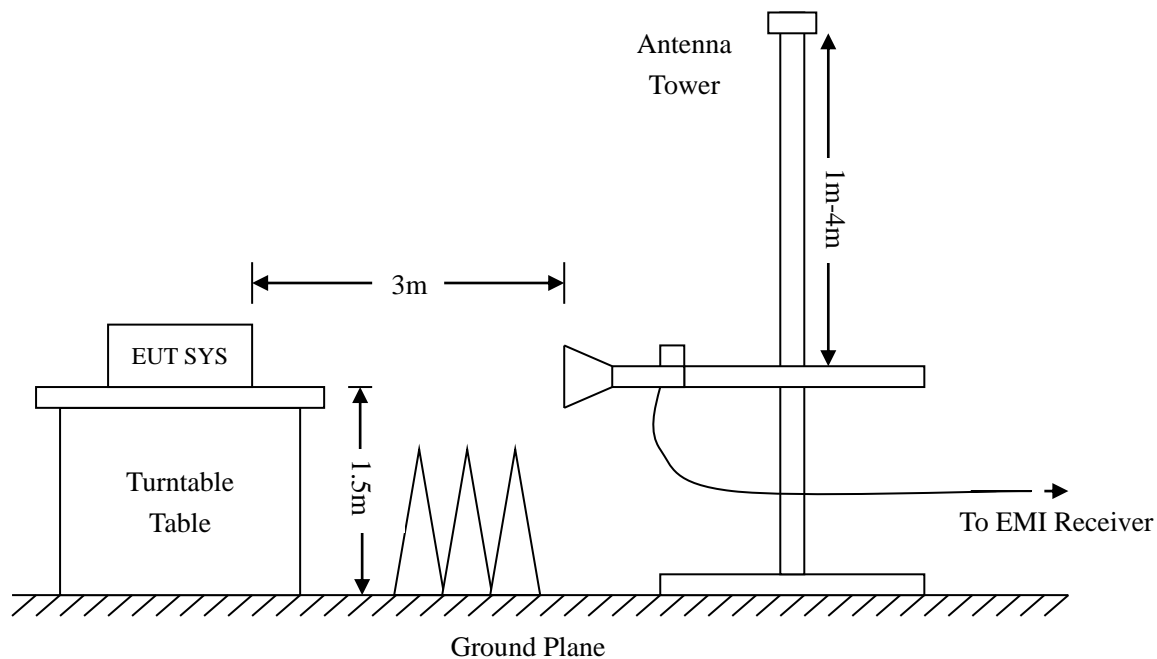 Antenna
Tower
1m-4m
3m
EUT SYS
1.5m
Turntable
Table
To EMI Receiver
Ground Plane